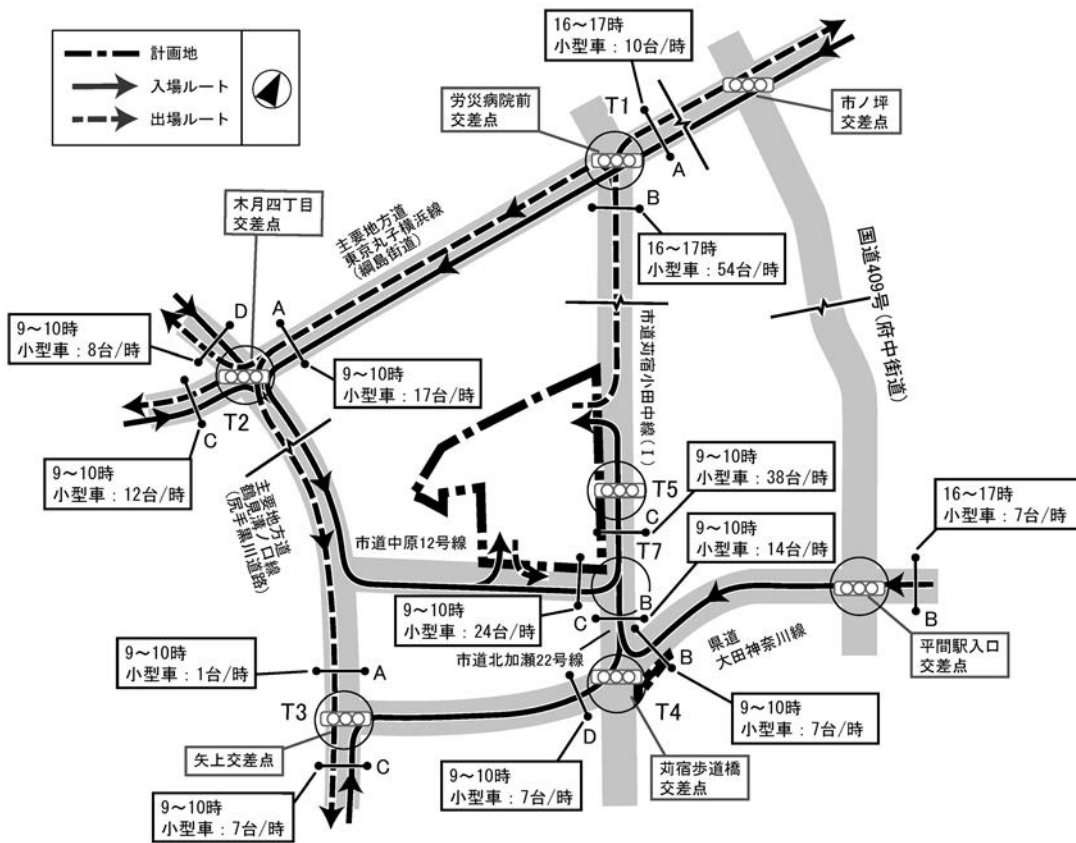 計画地
入場ルート
出場ルート
16~17時
小型車:10台/時
労災病院前
交差点
T1
A
市ノ坪
交差点
B
16~17時
小型車:54台/時
木月四丁目
交差点
主要地方道
東京丸子横浜線
(綱島街道)
国道409号(府中街道)
市道苅宿小田中線(Ⅰ)
D
A
9~10時
小型車:8台/時
T2
C
9~10時
小型車:17台/時
9~10時
小型車:12台/時
主要地方道
鶴見溝ノ口線
(尻手黒川道路)
9~10時
小型車:38台/時
T5
C
市道中原12号線
T7
9~10時
小型車:14台/時
16~17時
小型車:7台/時
B
C
B
9~10時
小型車:24台/時
県道
大田神奈川線
平間駅入口
交差点
市道北加瀬22号線
B
9~10時
小型車:1台/時
A
T3
T4
9~10時
小型車:7台/時
D
矢上交差点
C
苅宿歩道橋
交差点
9~10時
小型車:7台/時
9~10時
小型車:7台/時